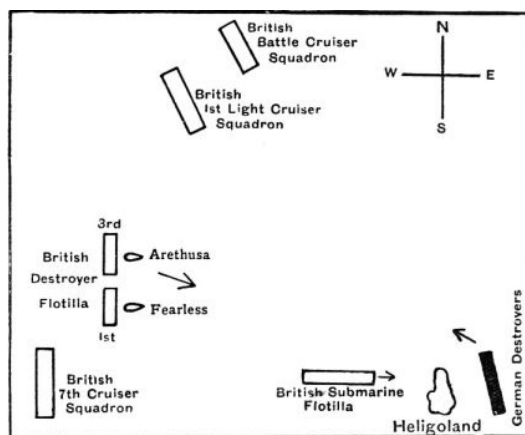 British
Battle Cruiser
Squadron
N
W
E
S
British
1st Light Cruiser
Squadron
3rd
British
Destroyer
Flotilla
Arethusa
Fearless
1st
British
7th Cruiser
Squadron
British Submarine
Flotilla
Heligoland
German Destroyers